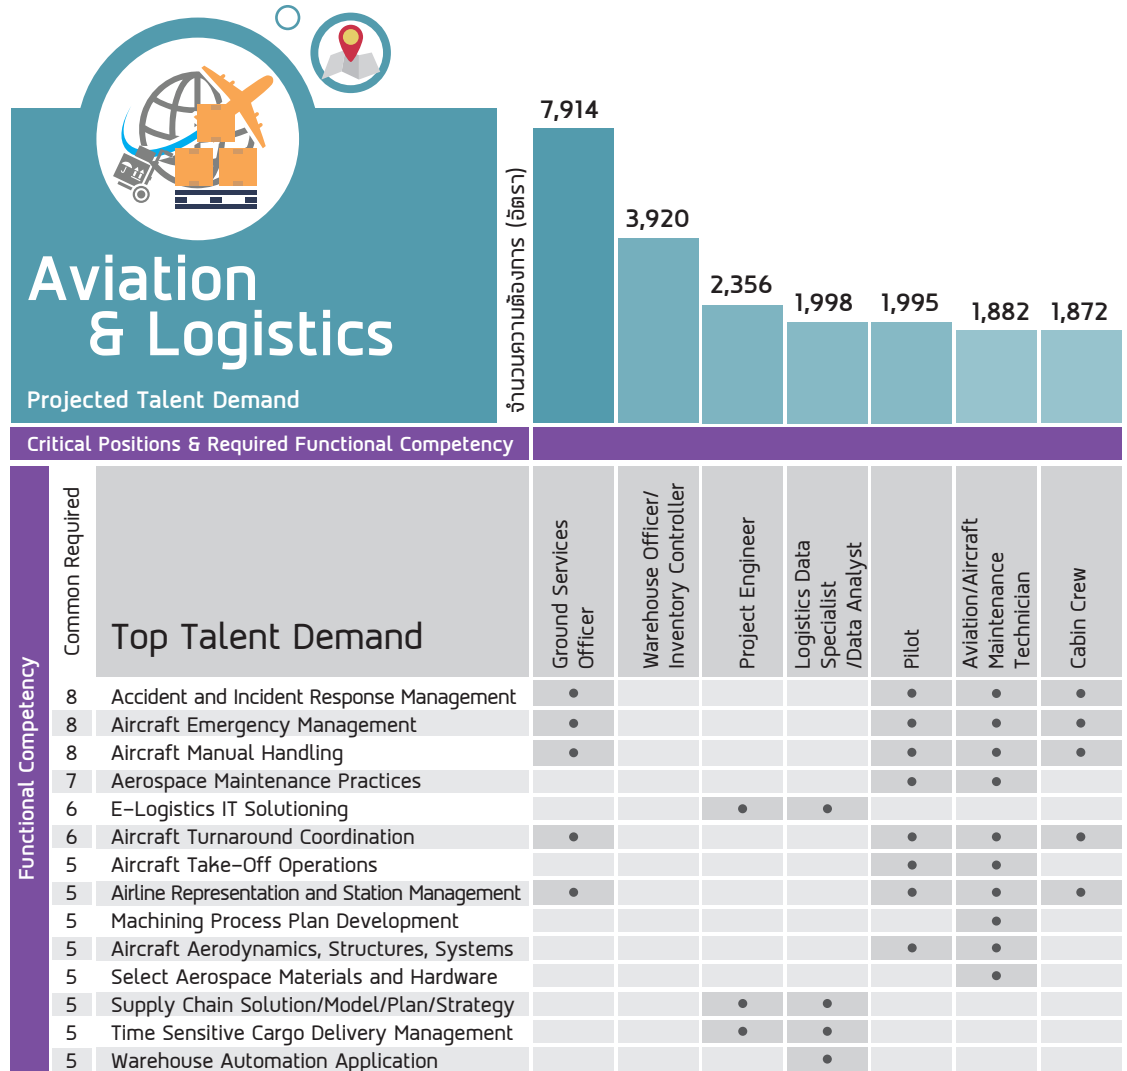 Aviation
& Logistics
Projected Talent Demand
จำนวนความต้องการ (อัตรา)
7,914
3,920
2,356
1,998
1,995
1,882
1,872
Critical Positions & Required Functional Competency
Functional Competency
Common Required
Top Talent Demand
Ground Services
Officer
Warehouse Officer/
Inventory Controller
Project Engineer
Logistics Data
Specialist
/Data Analyst
Pilot
Aviation/Aircraft
Maintenance
Technician
Cabin Crew
8 Accident and Incident Response Management • • • •
8 Aircraft Emergency Management • • • •
8 Aircraft Manual Handling • • • •
7 Aerospace Maintenance Practices • •
6 E-Logistics IT Solutioning • •
6 Aircraft Turnaround Coordination • • • •
5 Aircraft Take-Off Operations • •
5 Airline Representation and Station Management • • • •
5 Machining Process Plan Development •
5 Aircraft Aerodynamics, Structures, Systems • •
5 Select Aerospace Materials and Hardware •
5 Supply Chain Solution/Model/Plan/Strategy • •
5 Time Sensitive Cargo Delivery Management • •
5 Warehouse Automation Application •